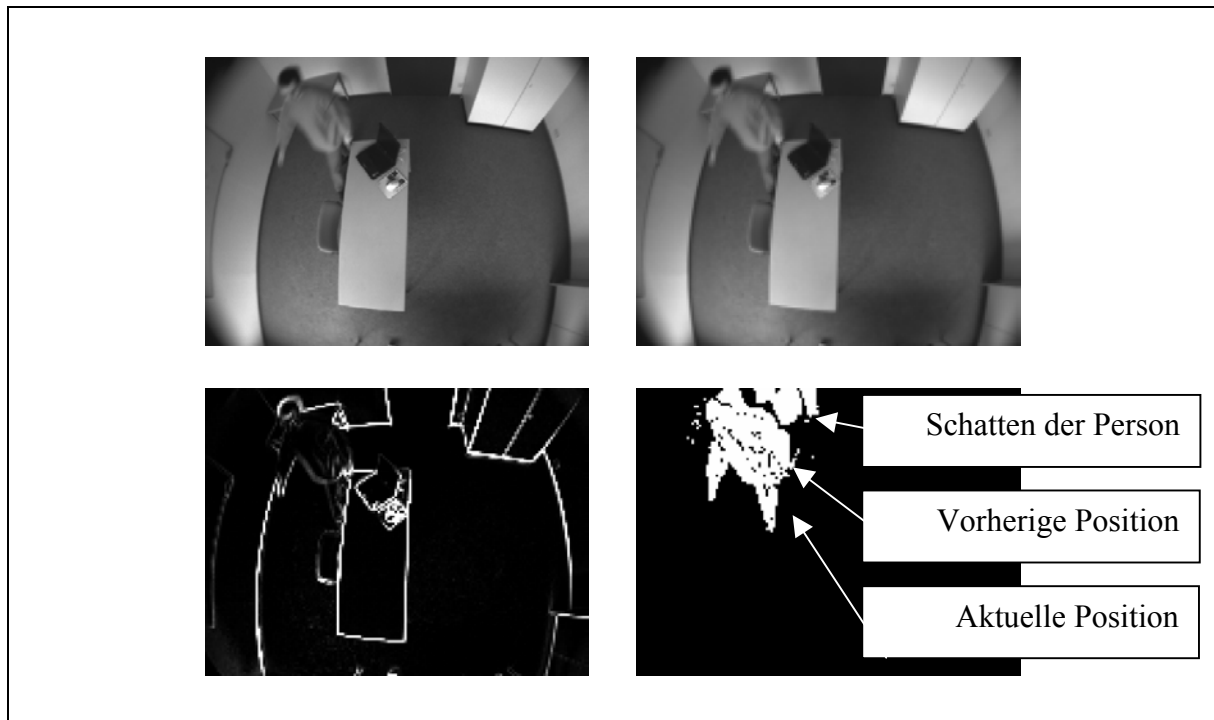 Schatten der Person
Vorherige Position
Aktuelle Position